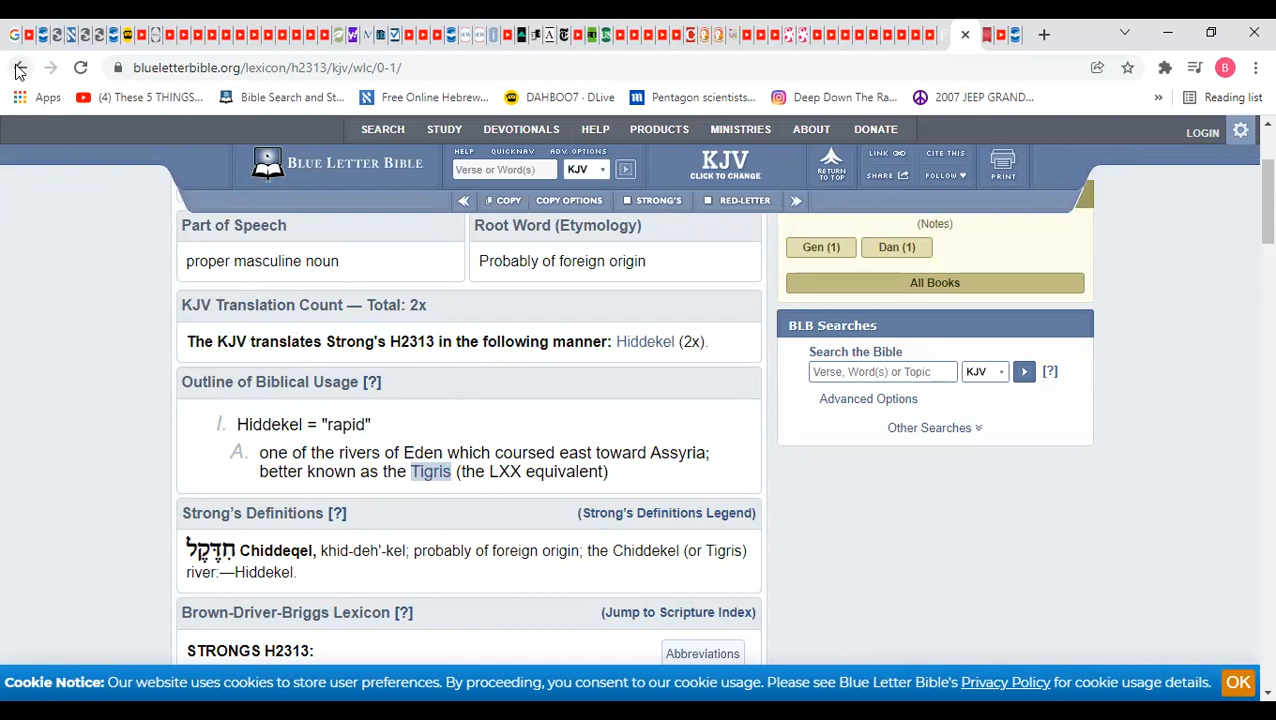 blueletterbible.org/lexicon/h2313/kjv/wlc/0-1/
B
Apps
(4) These 5 THINGS...
Bible Search and St...
Free Online Hebrew...
DAHBOO7 - DLive
Pentagon scientists...
Deep Down The Ra...
2007 JEEP GRAND...
»
Reading list
SEARCH STUDY DEVOTIONALS HELP PRODUCTS MINISTRIES ABOUT DONATE
LOGIN
BLUE LETTER BIBLE
HELP QUICKNAV ADV. OPTIONS
Verse or Word(s)
KJV
KJV
CLICK TO CHANGE
RETURN
TO TOP
LINK
CITE THIS
SHARE
FOLLOW
PRINT
COPY COPY OPTIONS STRONG'S RED-LETTER
Part of Speech
proper masculine noun
Root Word (Etymology)
Probably of foreign origin
KJV Translation Count — Total: 2x
The KJV translates Strong's H2313 in the following manner: Hiddekel (2x).
Outline of Biblical Usage [?]
I. Hiddekel = "rapid"
A. one of the rivers of Eden which coursed east toward Assyria;
better known as the Tigris (the LXX equivalent)
Strong's Definitions [?]
(Strong's Definitions Legend)
חִדֶּקֶל Chiddeqel, khid-deh'-kel; probably of foreign origin; the Chiddekel (or Tigris)
river:—Hiddekel.
Brown-Driver-Briggs Lexicon [?]
(Jump to Scripture Index)
STRONGS H2313:
Abbreviations
(Notes)
Gen (1)
Dan (1)
All Books
BLB Searches
Search the Bible
Verse, Word(s) or Topic
KJV
[?]
Advanced Options
Other Searches
Cookie Notice: Our website uses cookies to store user preferences. By proceeding, you consent to our cookie usage. Please see Blue Letter Bible's Privacy Policy for cookie usage details.
OK